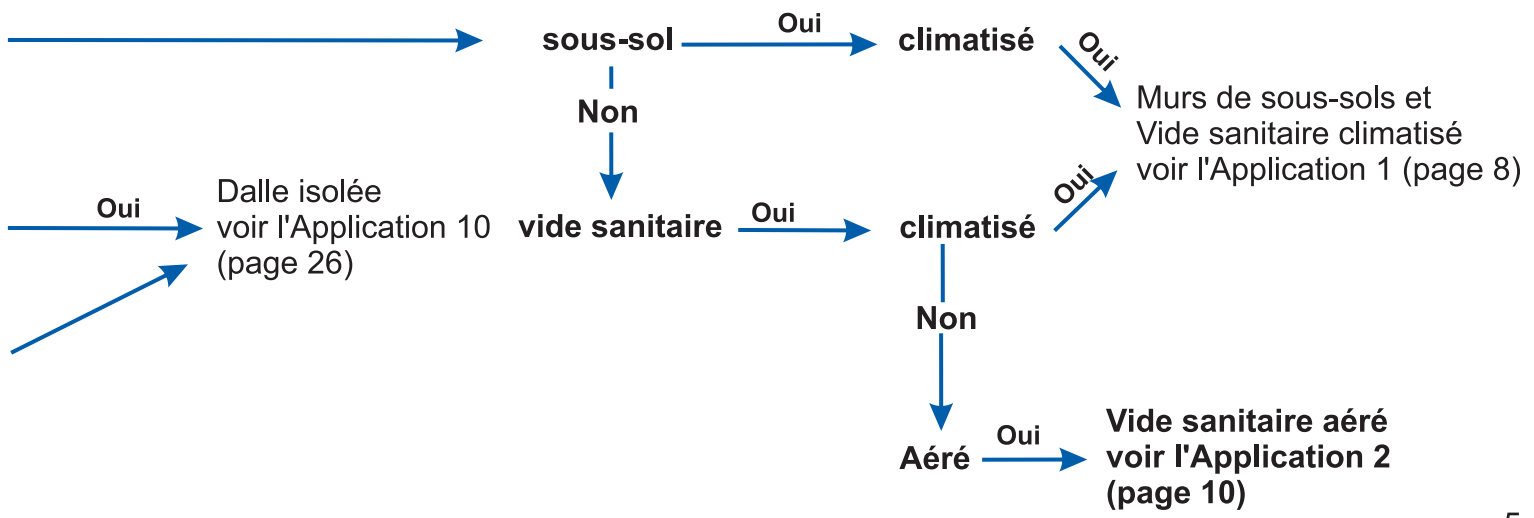 sous-sol
Oui
climatisé
Oui
Non
Murs de sous-sols et
Vide sanitaire climatisé
voir l'Application 1 (page 8)
Oui
Dalle isolée
voir l'Application 10
(page 26)
vide sanitaire
Oui
climatisé
Oui
Non
Aéré
Oui
Vide sanitaire aéré
voir l'Application 2
(page 10)
5